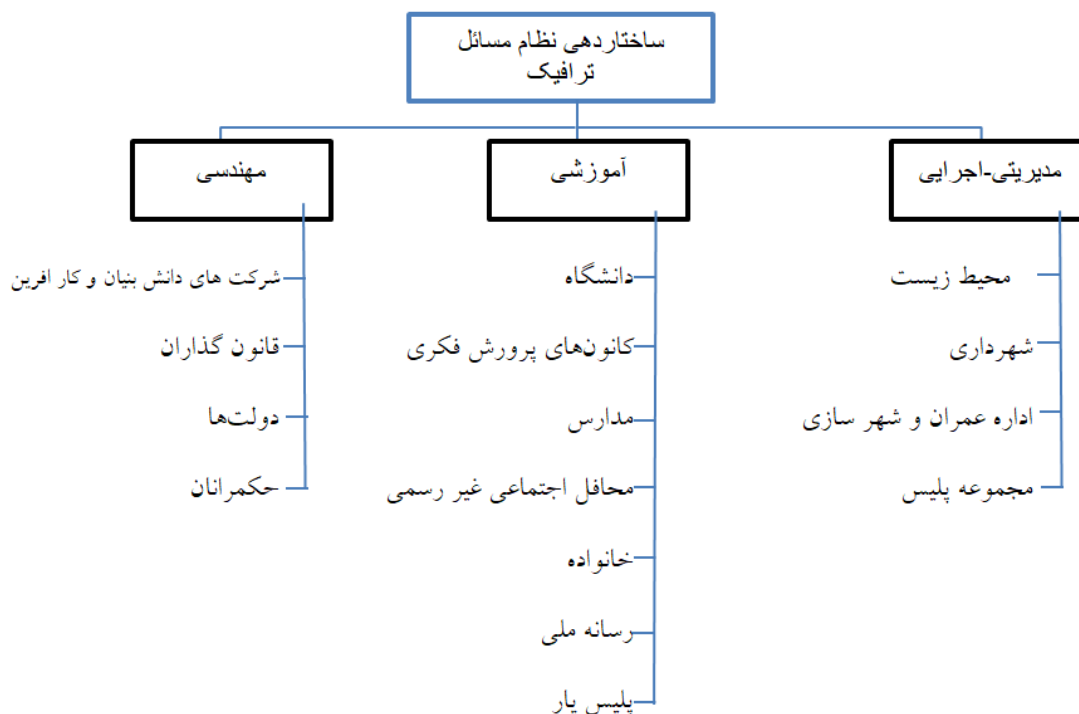 ساختاردهی نظام مسائل
ترافیک
مدیریتی-اجرایی
محیط زیست
شهرداری
اداره عمران و شهر سازی
مجموعه پلیس
آموزشی
دانشگاه
کانون‌های پرورش فکری
مدارس
محافل اجتماعی غیر رسمی
خانواده
رسانه ملی
پلیس یار
مهندسی
شرکت های دانش بنیان و کار افرین
قانون گذاران
دولت‌ها
حکمرانان